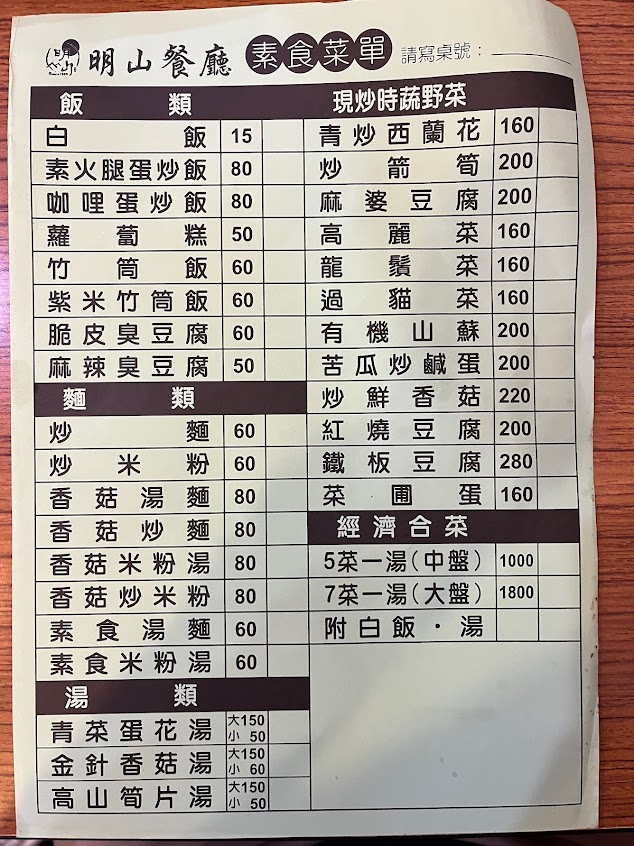 明山餐廳 素食菜單 請寫桌號：
飯類
白飯 15
素火腿蛋炒飯 80
咖哩蛋炒飯 80
蘿蔔糕 50
竹筒飯 60
紫米竹筒飯 60
脆皮臭豆腐 60
麻辣臭豆腐 50
麵類
炒麵 60
炒米粉 60
香菇湯麵 80
香菇炒麵 80
香菇米粉湯 80
香菇炒米粉 80
素食湯麵 60
素食米粉湯 60
湯類
青菜蛋花湯 大150 小 50
金針香菇湯 大150 小 60
高山筍片湯 大150 小 50
現炒時蔬野菜
青炒西蘭花 160
炒箭筍 200
麻婆豆腐 200
高麗菜 160
龍鬚菜 160
過貓菜 160
有機山蘇 200
苦瓜炒鹹蛋 200
炒鮮香菇 220
紅燒豆腐 200
鐵板豆腐 280
菜圃蛋 160
經濟合菜
5菜一湯(中盤) 1000
7菜一湯(大盤) 1800
附白飯·湯